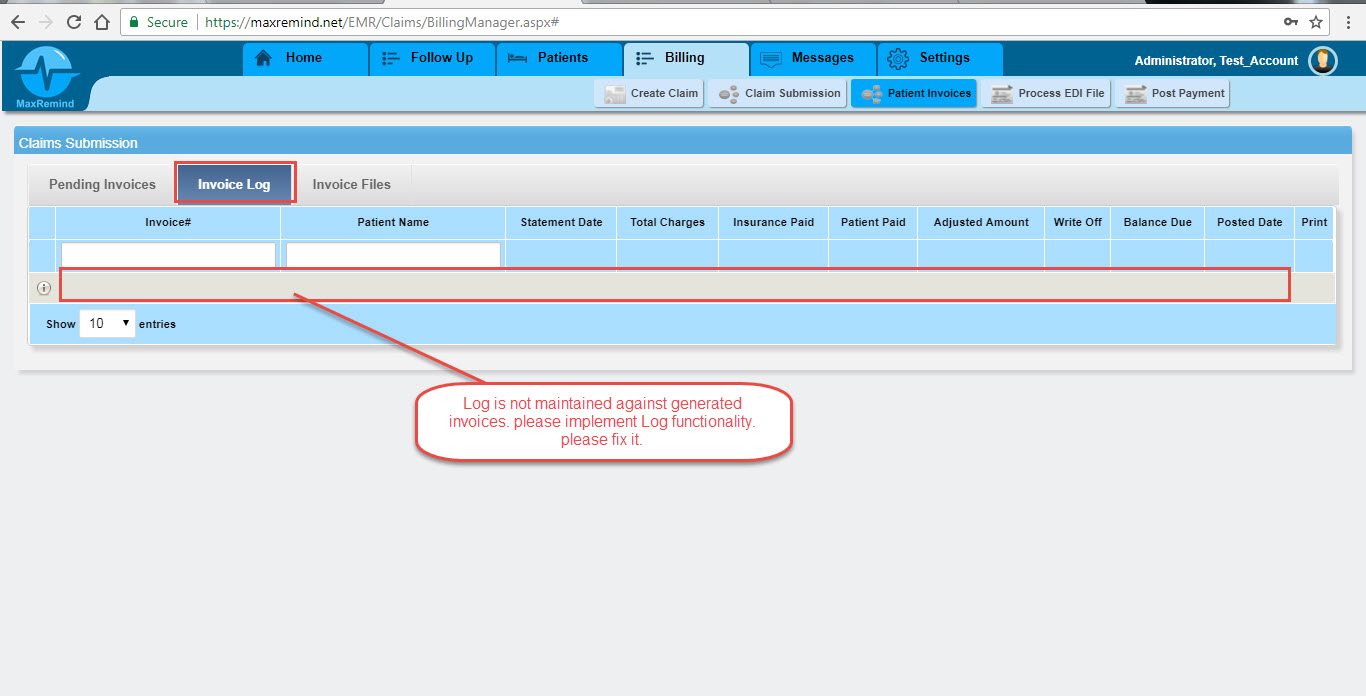 Secure
https://maxremind.net/EMR/Claims/BillingManager.aspx#
MaxRemind
Home
Follow Up
Patients
Billing
Messages
Settings
Administrator, Test_Account
Create Claim
Claim Submission
Patient Invoices
Process EDI File
Post Payment
Claims Submission
Pending Invoices
Invoice Log
Invoice Files
Invoice#
Patient Name
Statement Date
Total Charges
Insurance Paid
Patient Paid
Adjusted Amount
Write Off
Balance Due
Posted Date
Print
Show 10 entries
Log is not maintained against generated
invoices. please implement Log functionality.
please fix it.